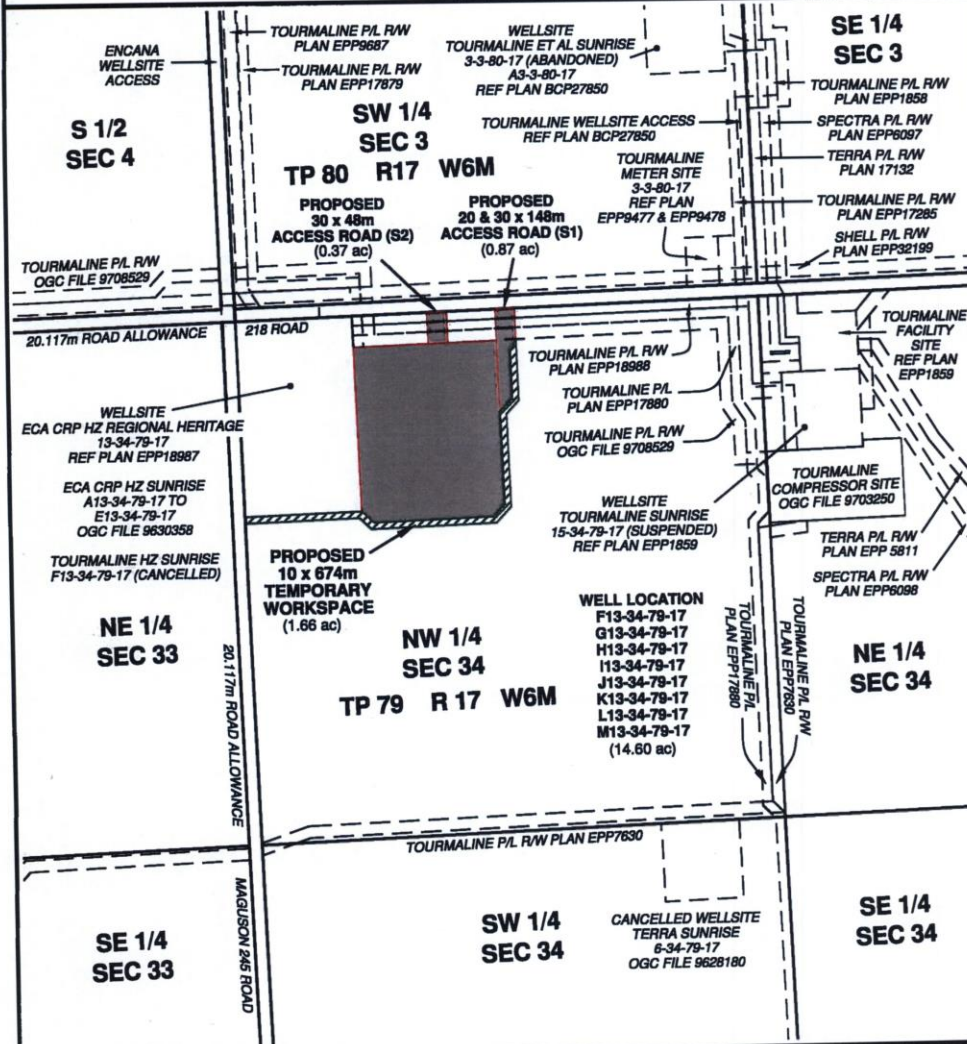 ENCANA
WELLSITE
ACCESS
TOURMALINE P/L R/W
PLAN EPP9687
TOURMALINE P/L R/W
PLAN EPP17879
WELLSITE
TOURMALINE ET AL SUNRISE
3-3-80-17 (ABANDONED)
A3-3-80-17
REF PLAN BCP27850
SE 1/4
SEC 3
S 1/2
SEC 4
SW 1/4
SEC 3
TP 80 R17 W6M
TOURMALINE WELLSITE ACCESS
REF PLAN BCP27850
TOURMALINE P/L R/W
PLAN EPP1858
SPECTRA P/L R/W
PLAN EPP6097
TERRA P/L R/W
PLAN 17132
TOURMALINE P/L R/W
PLAN EPP17285
SHELL P/L R/W
PLAN EPP32199
TOURMALINE
METER SITE
3-3-80-17
REF PLAN
EPP9477 & EPP9478
PROPOSED
30 x 48m
ACCESS ROAD (S2)
(0.37 ac)
PROPOSED
20 & 30 x 148m
ACCESS ROAD (S1)
(0.87 ac)
TOURMALINE P/L R/W
OGC FILE 9708529
20.117m ROAD ALLOWANCE
218 ROAD
TOURMALINE
FACILITY
SITE
REF PLAN
EPP1859
TOURMALINE P/L R/W
PLAN EPP18988
TOURMALINE P/L
PLAN EPP17880
TOURMALINE P/L R/W
OGC FILE 9708529
WELLSITE
ECA CRP HZ REGIONAL HERITAGE
13-34-79-17
REF PLAN EPP18987
ECA CRP HZ SUNRISE
A13-34-79-17 TO
E13-34-79-17
OGC FILE 9630358
TOURMALINE HZ SUNRISE
F13-34-79-17 (CANCELLED)
WELLSITE
TOURMALINE SUNRISE
15-34-79-17 (SUSPENDED)
REF PLAN EPP1859
TOURMALINE
COMPRESSOR SITE
OGC FILE 9703250
TERRA P/L R/W
PLAN EPP 5811
SPECTRA P/L R/W
PLAN EPP6098
PROPOSED
10 x 674m
TEMPORARY
WORKSPACE
(1.66 ac)
NE 1/4
SEC 33
NW 1/4
SEC 34
TP 79 R 17 W6M
WELL LOCATION
F13-34-79-17
G13-34-79-17
H13-34-79-17
I13-34-79-17
J13-34-79-17
K13-34-79-17
L13-34-79-17
M13-34-79-17
(14.60 ac)
TOURMALINE P/L
PLAN EPP17880
TOURMALINE P/L R/W
PLAN EPP7630
NE 1/4
SEC 34
20.117m ROAD ALLOWANCE
TOURMALINE P/L R/W PLAN EPP7630
MAGUSON 245 ROAD
SE 1/4
SEC 33
SW 1/4
SEC 34
CANCELLED WELLSITE
TERRA SUNRISE
6-34-79-17
OGC FILE 9628180
SE 1/4
SEC 34